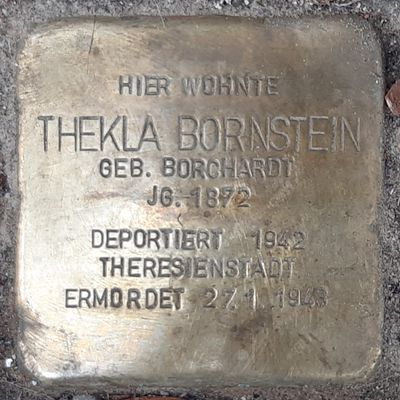 HIER WOHNTE
THEKLA BORNSTEIN
GEB. BORCHARDT
JG. 1872
DEPORTIERT 1942
THERESIENSTADT
ERMORDET 27.1.1943